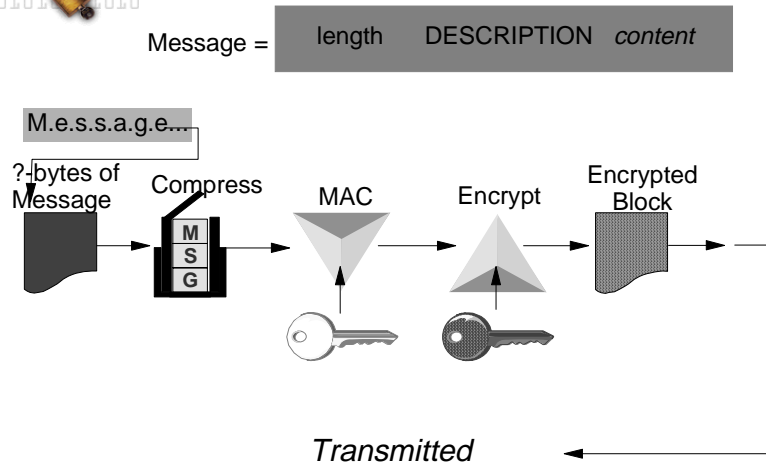 Message = length DESCRIPTION content
M.e.s.s.a.g.e...
?-bytes of
Message
Compress
MAC
Encrypt
Encrypted
Block
M
S
G
Transmitted